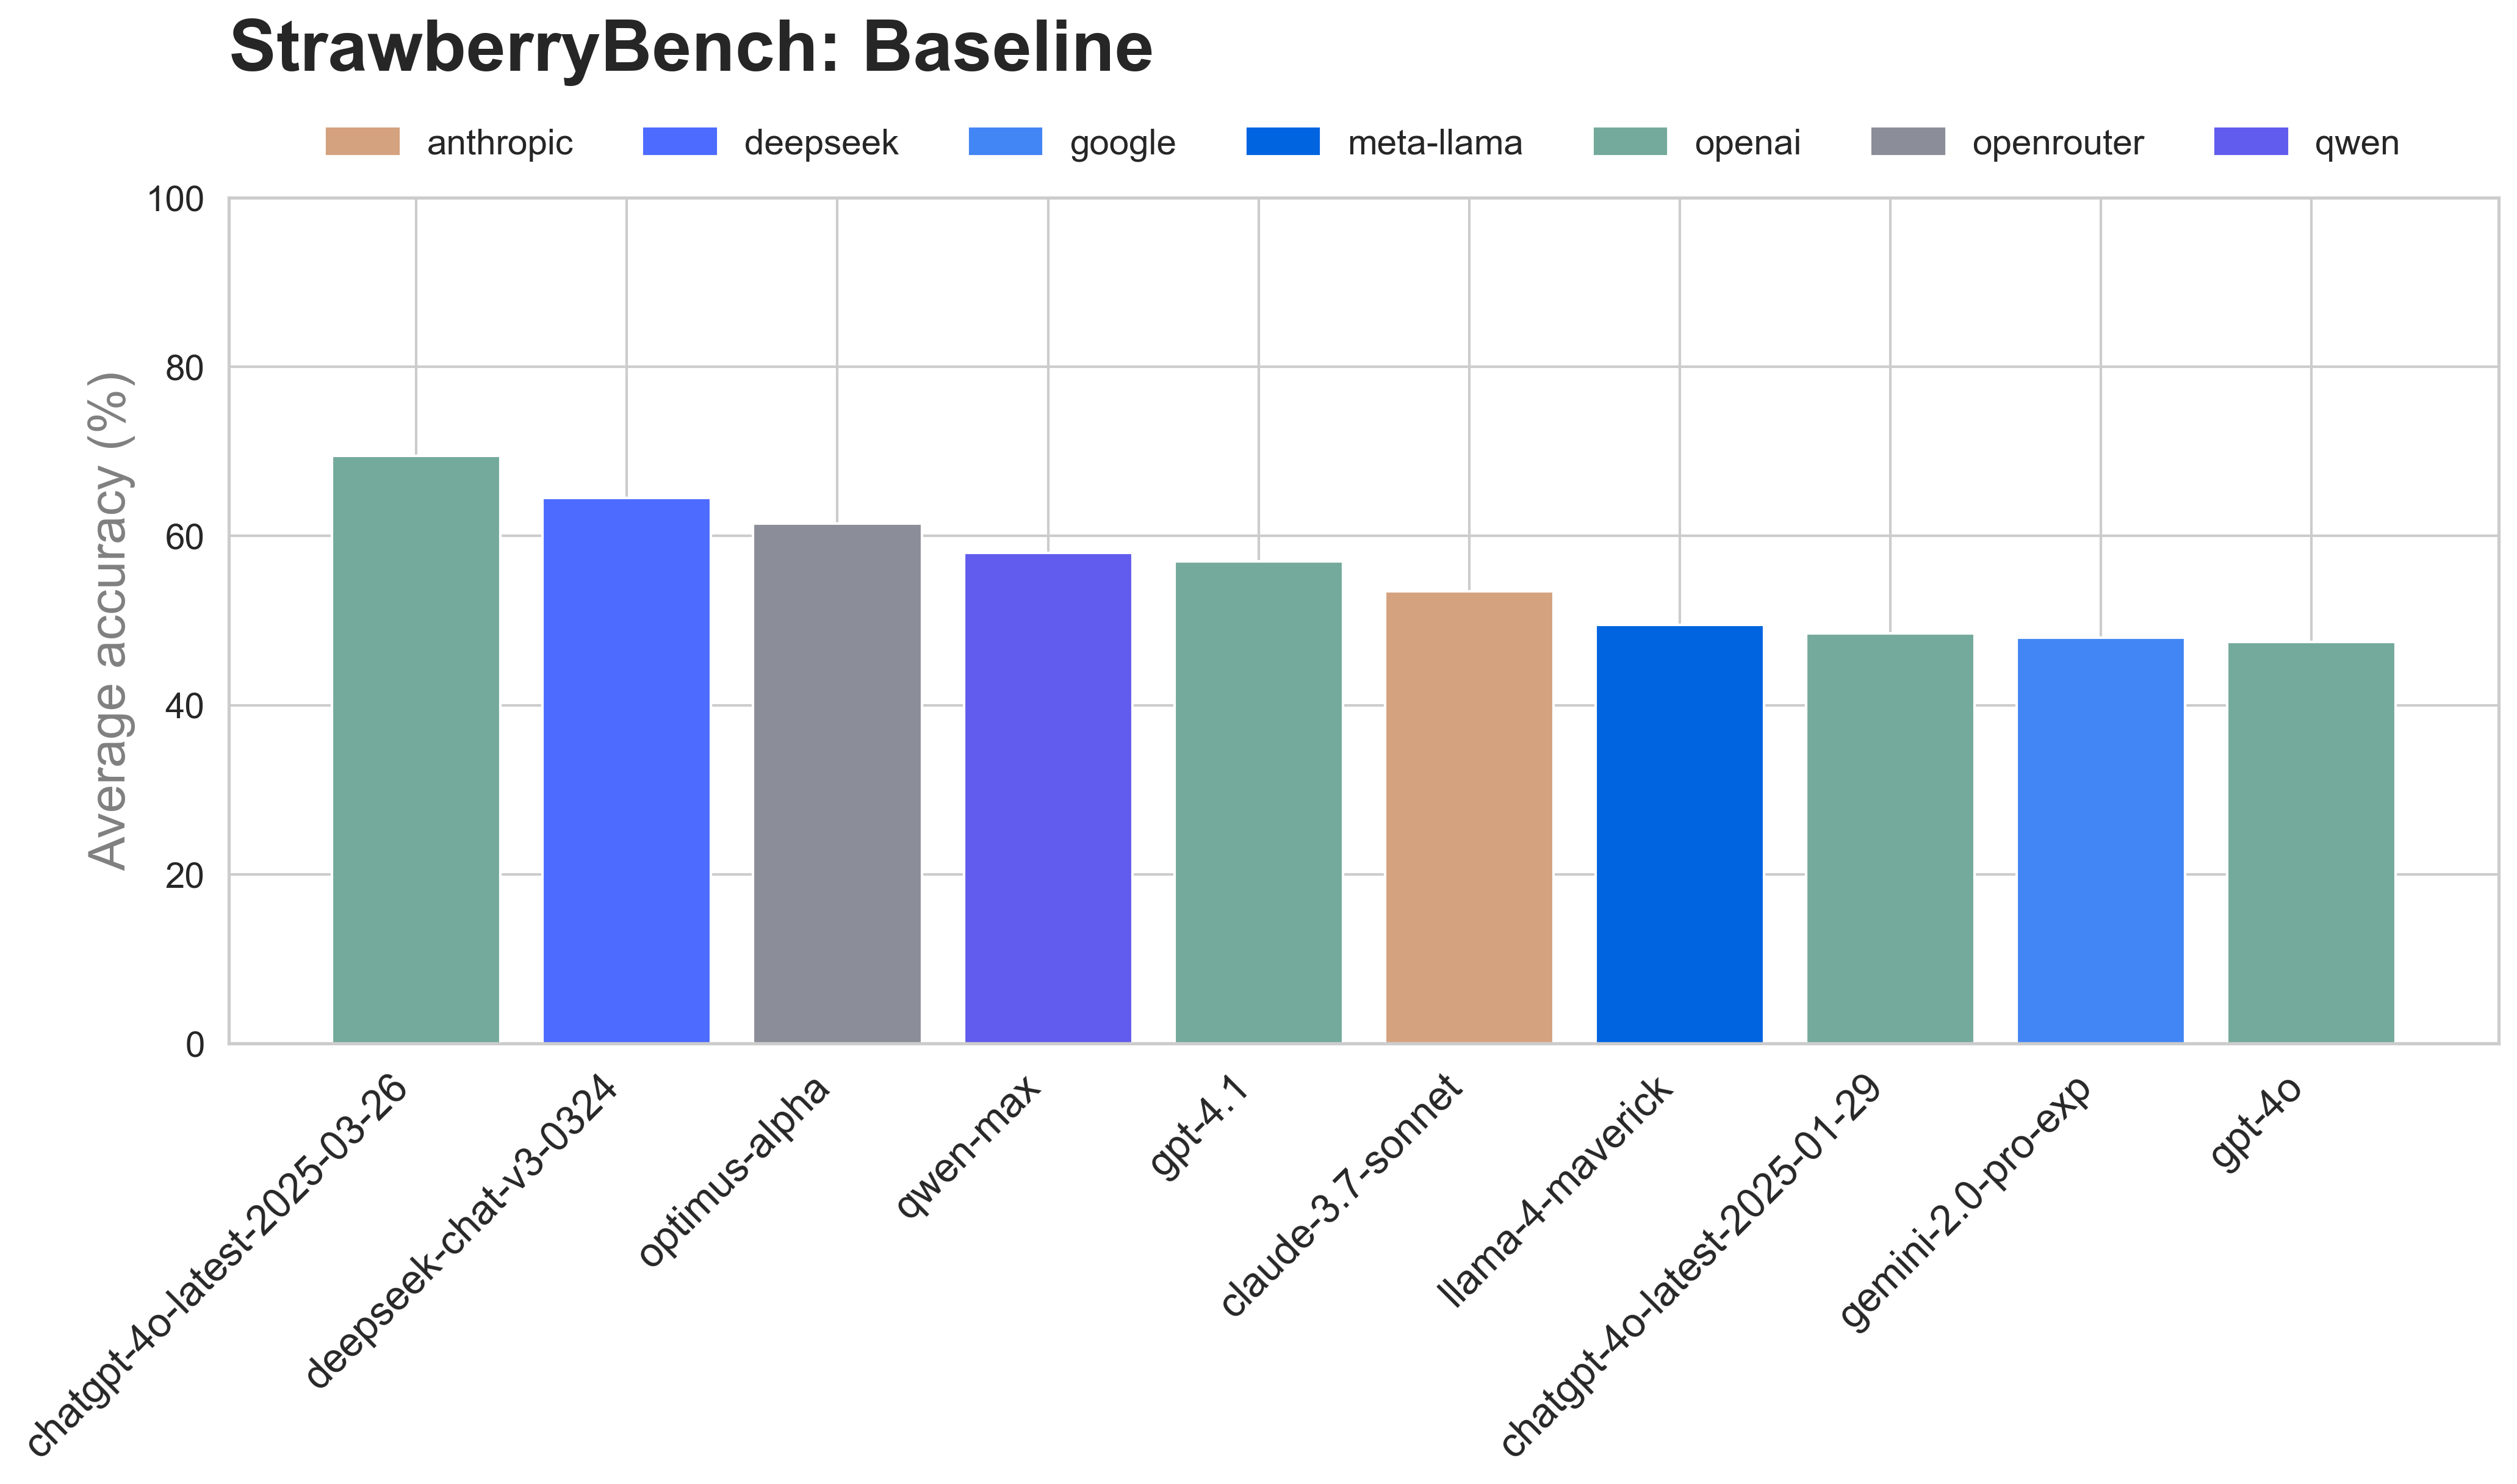 StrawberryBench: Baseline
anthropic deepseek google meta-llama openai openrouter qwen
Average accuracy (%)
100
80
60
40
20
0
chatgpt-4o-latest-2025-03-26
deepseek-chat-v3-0324
optimus-alpha
qwen-max
gpt-4.1
claude-3.7-sonnet
llama-4-maverick
chatgpt-4o-latest-2025-01-29
gemini-2.0-pro-exp
gpt-4o